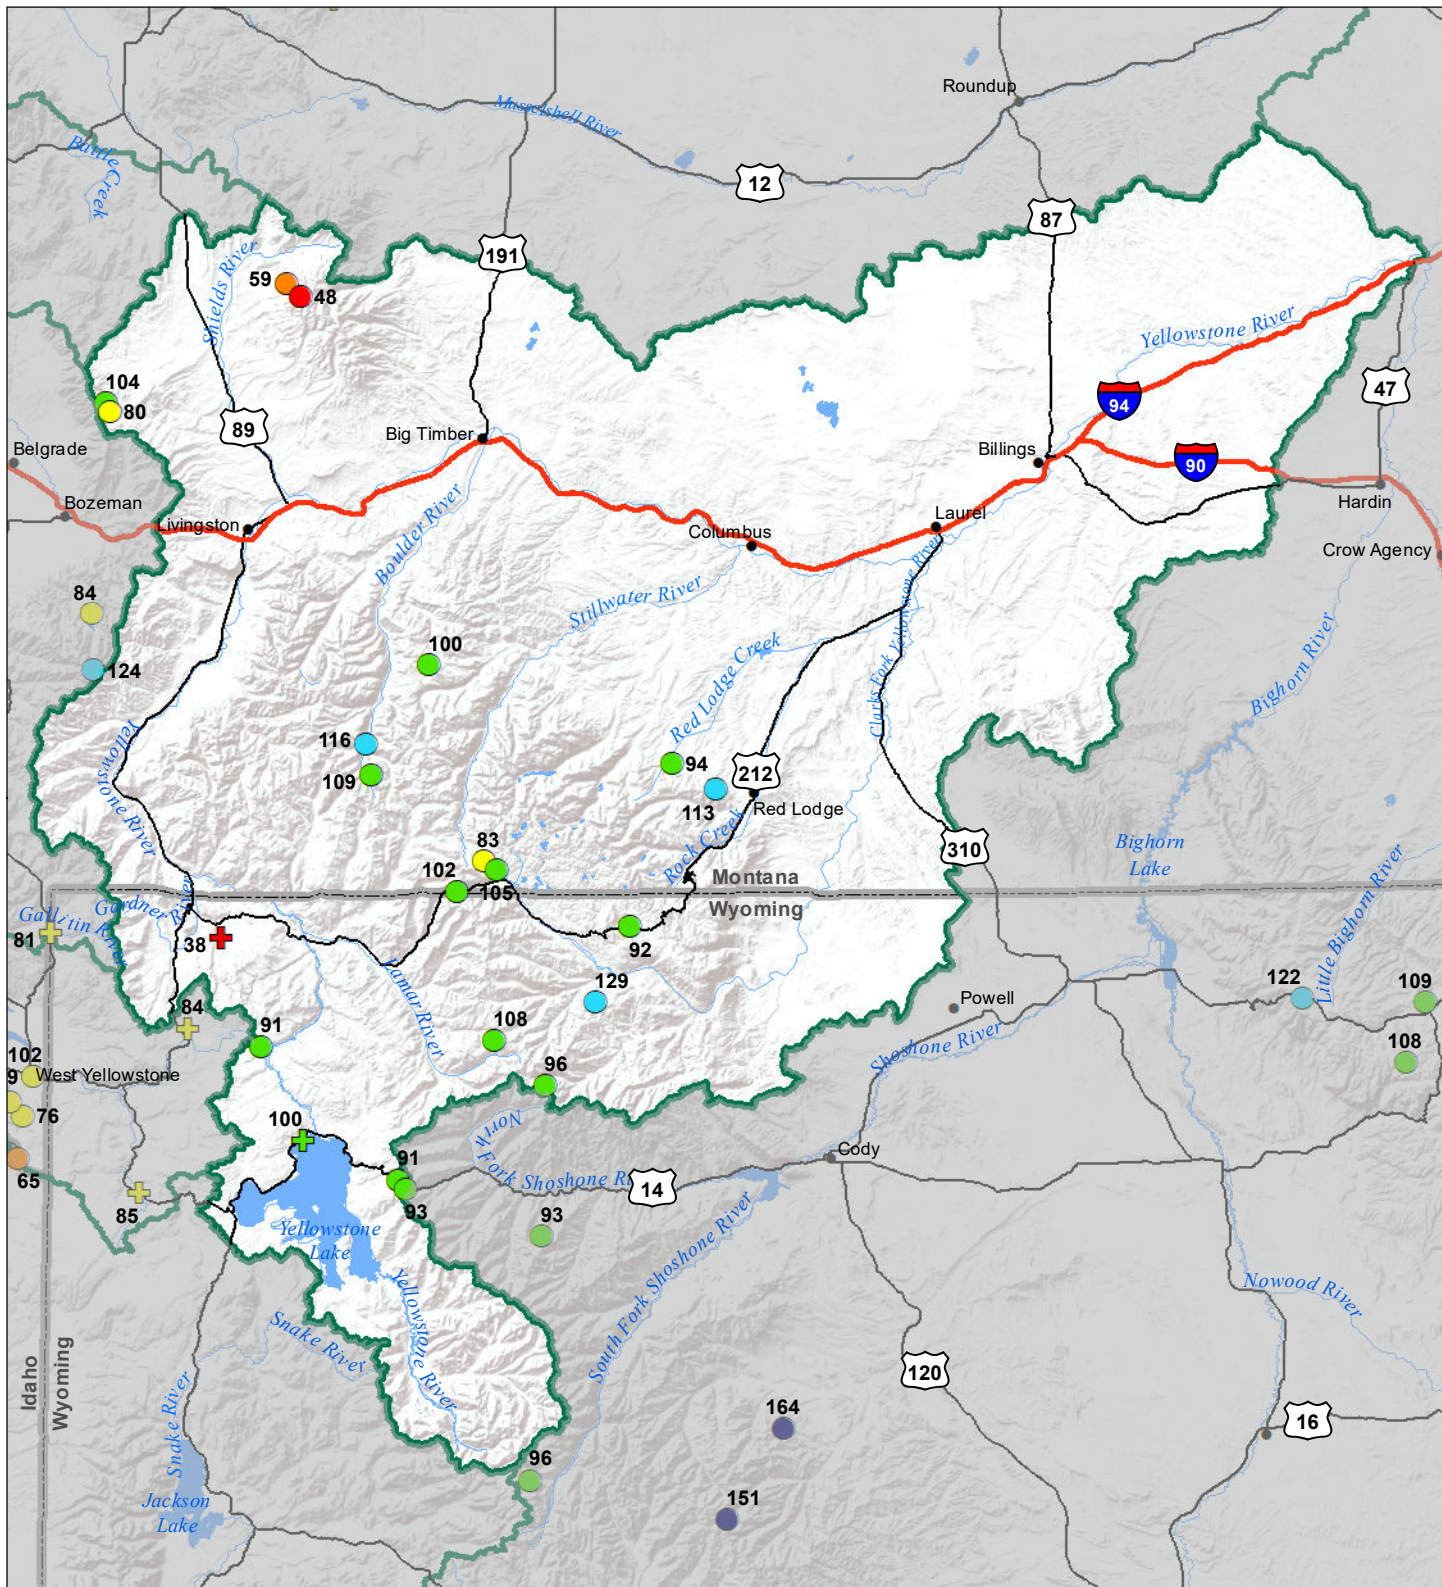 Roundup
Musselshell River
Battle Creek
12
87
191
Shields River
59
48
Yellowstone River
104
80
47
94
89
Big Timber
Belgrade
Billings
90
Bozeman
Hardin
Livingston
Laurel
Columbus
Crow Agency
Boulder River
Stillwater River
Clarks Fork Yellowstone River
84
100
124
Red Lodge Creek
Bighorn River
Yellowstone River
116
109
94
212
113
Red Lodge
Rock Creek
83
310
Bighorn
Lake
102
105
Montana
Wyoming
Gardner River
Gallitin River
81
38
92
Little Bighorn River
Lamar River
129
122
109
Powell
84
108
91
Shoshone River
108
102
9
West Yellowstone
96
76
100
North Fork Shoshone Ri
Cody
91
65
14
85
93
93
Yellowstone
Lake
South Fork Shoshone River
Yellowstone River
Nowood River
Snake River
Idaho
Wyoming
120
Snake River
164
16
96
151
Jackson
Lake